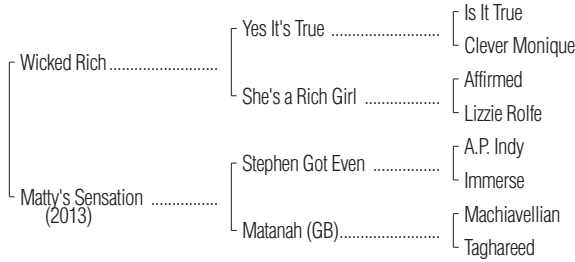 Is It True
Yes It's True ....................
Clever Monique
Wicked Rich ....................
Affirmed
She's a Rich Girl ..............
Lizzie Rolfe
A.P. Indy
Stephen Got Even ............
Immerse
Matty's Sensation ............
(2013)
Machiavellian
Matanah (GB)..................
Taghareed